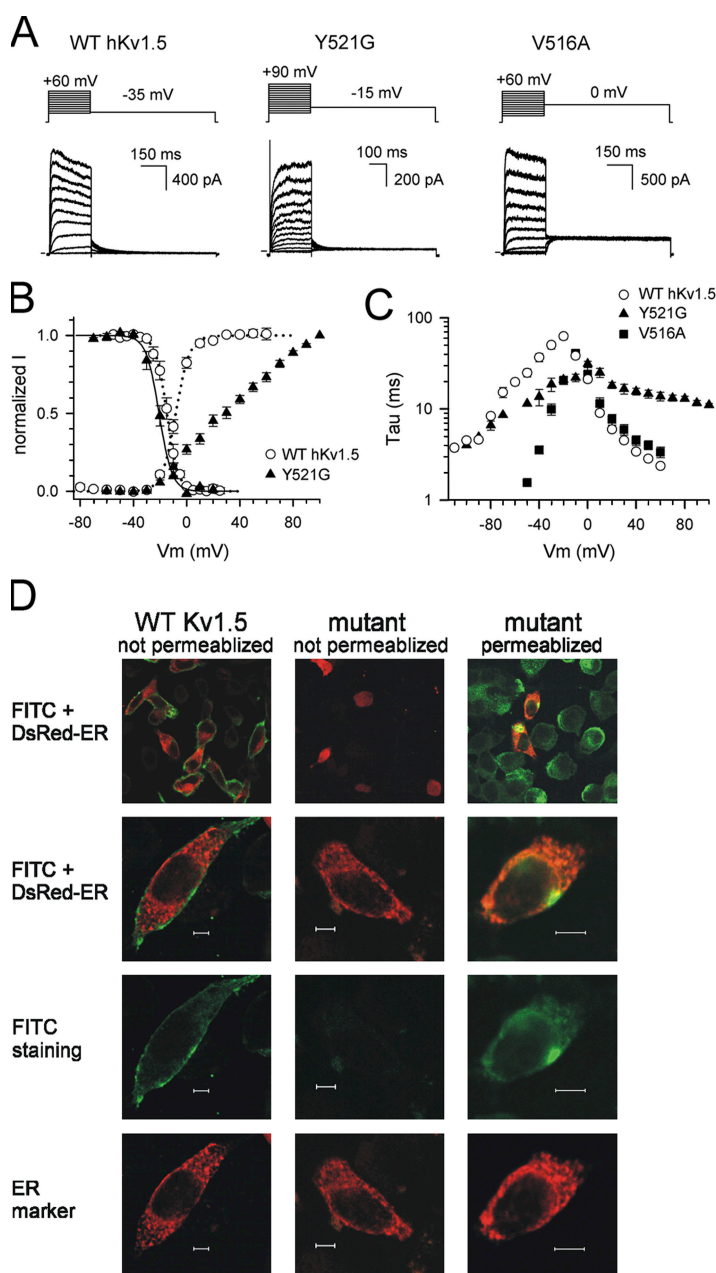 A
WT hKv1.5
Y521G
V516A
+60 mV
-35 mV
+90 mV
-15 mV
+60 mV
0 mV
150 ms
400 pA
100 ms
200 pA
150 ms
500 pA
B
normalized I
1.0
0.5
0.0
WT hKv1.5
Y521G
-80 -40 0 40 80
Vm (mV)
C
WT hKv1.5
Y521G
V516A
Tau (ms)
100
10
1
-80 -40 0 40 80
Vm (mV)
D
WT Kv1.5
not permeablized
mutant
not permeablized
mutant
permeablized
FITC +
DsRed-ER
FITC +
DsRed-ER
FITC
staining
ER
marker